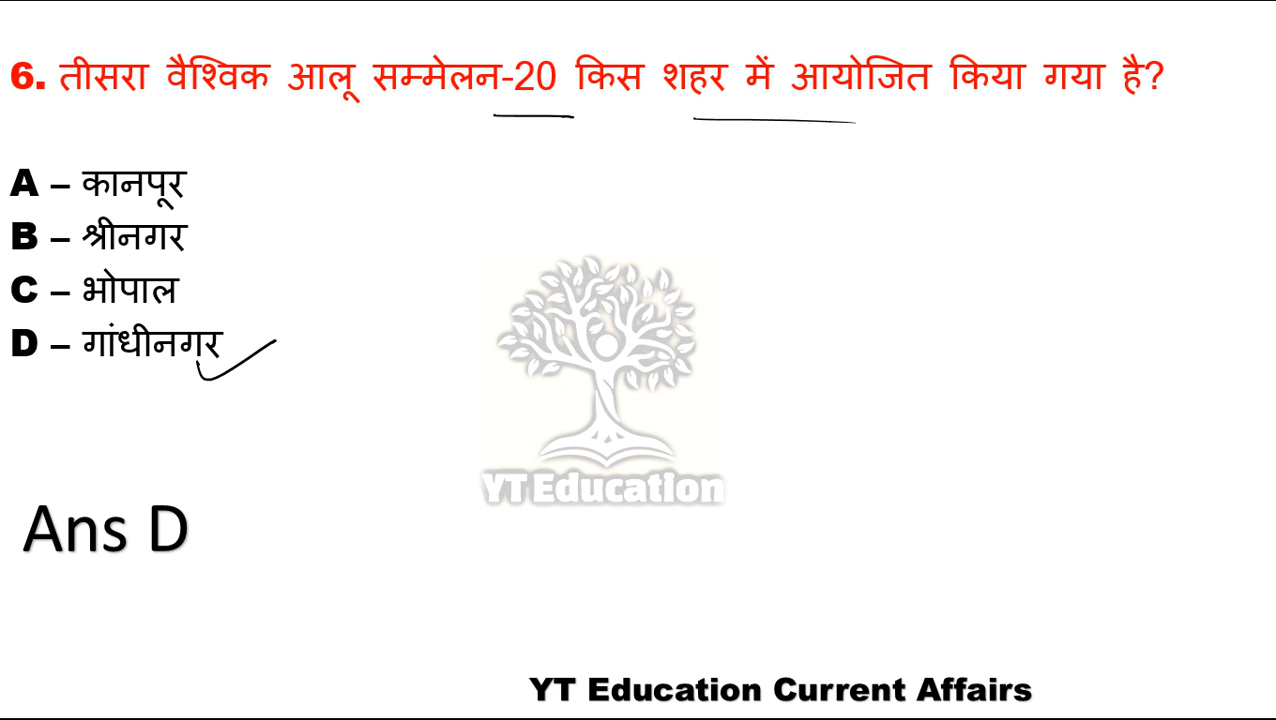 6. तीसरा वैश्विक आलू सम्मेलन-20 किस शहर में आयोजित किया गया है?
A – कानपूर
B – श्रीनगर
C – भोपाल
D – गांधीनगर
YT Education
Ans D
YT Education Current Affairs